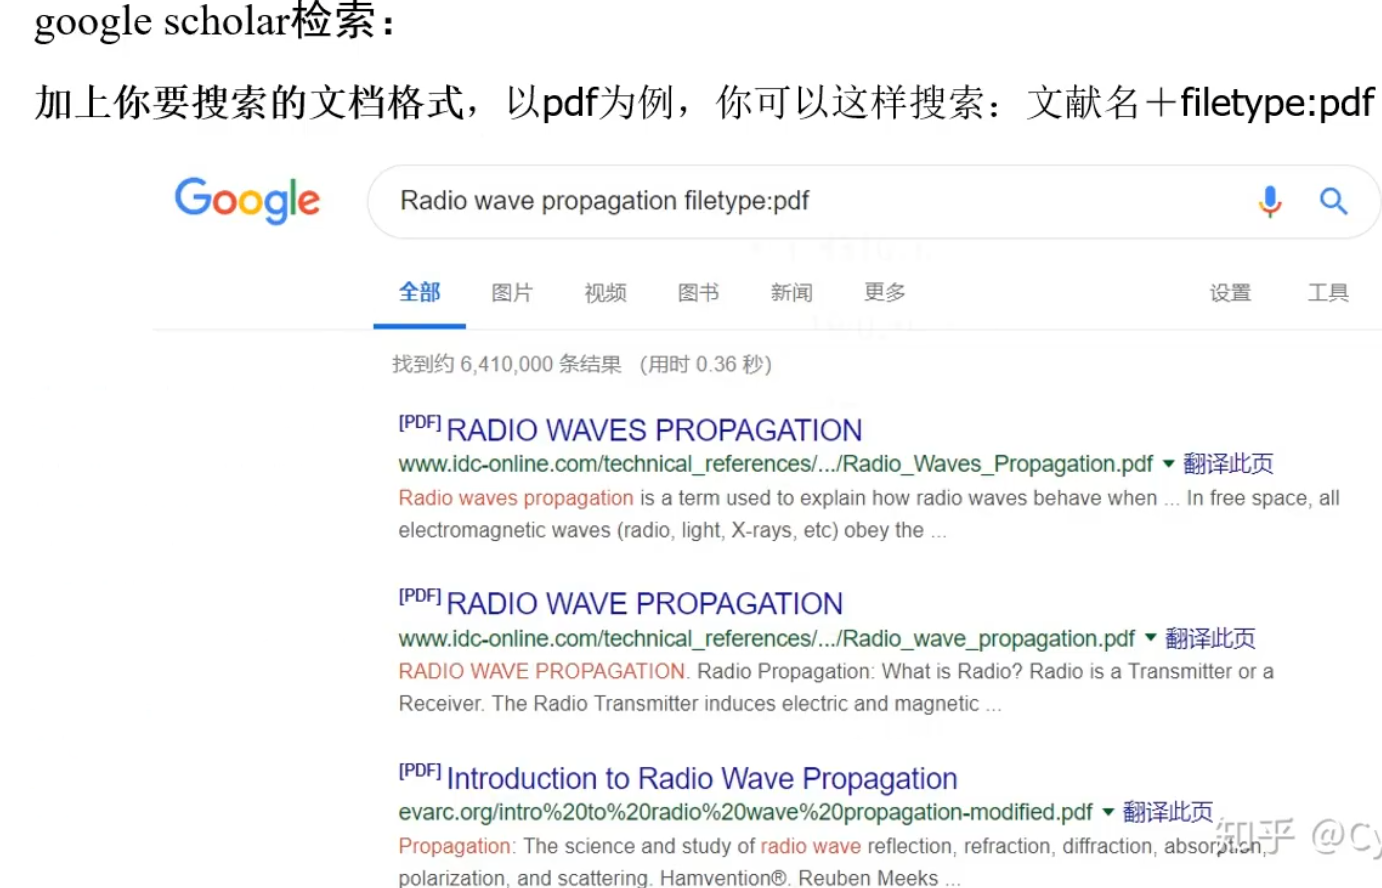 google scholar检索：
加上你要搜索的文档格式，以pdf为例，你可以这样搜索：文献名＋filetype:pdf
Google
Radio wave propagation filetype:pdf
全部 图片 视频 图书 新闻 更多 设置 工具
找到约 6,410,000 条结果 （用时 0.36 秒）
[PDF] RADIO WAVES PROPAGATION
www.idc-online.com/technical_references/.../Radio_Waves_Propagation.pdf ▼ 翻译此页
Radio waves propagation is a term used to explain how radio waves behave when ... In free space, all
electromagnetic waves (radio, light, X-rays, etc) obey the ...
[PDF] RADIO WAVE PROPAGATION
www.idc-online.com/technical_references/.../Radio_wave_propagation.pdf ▼ 翻译此页
RADIO WAVE PROPAGATION. Radio Propagation: What is Radio? Radio is a Transmitter or a
Receiver. The Radio Transmitter induces electric and magnetic ...
[PDF] Introduction to Radio Wave Propagation
evarc.org/intro%20to%20radio%20wave%20propagation-modified.pdf ▼ 翻译此页
Propagation: The science and study of radio wave reflection, refraction, diffraction, absorption,
polarization, and scattering. Hamvention®. Reuben Meeks ...
知乎 @Cy